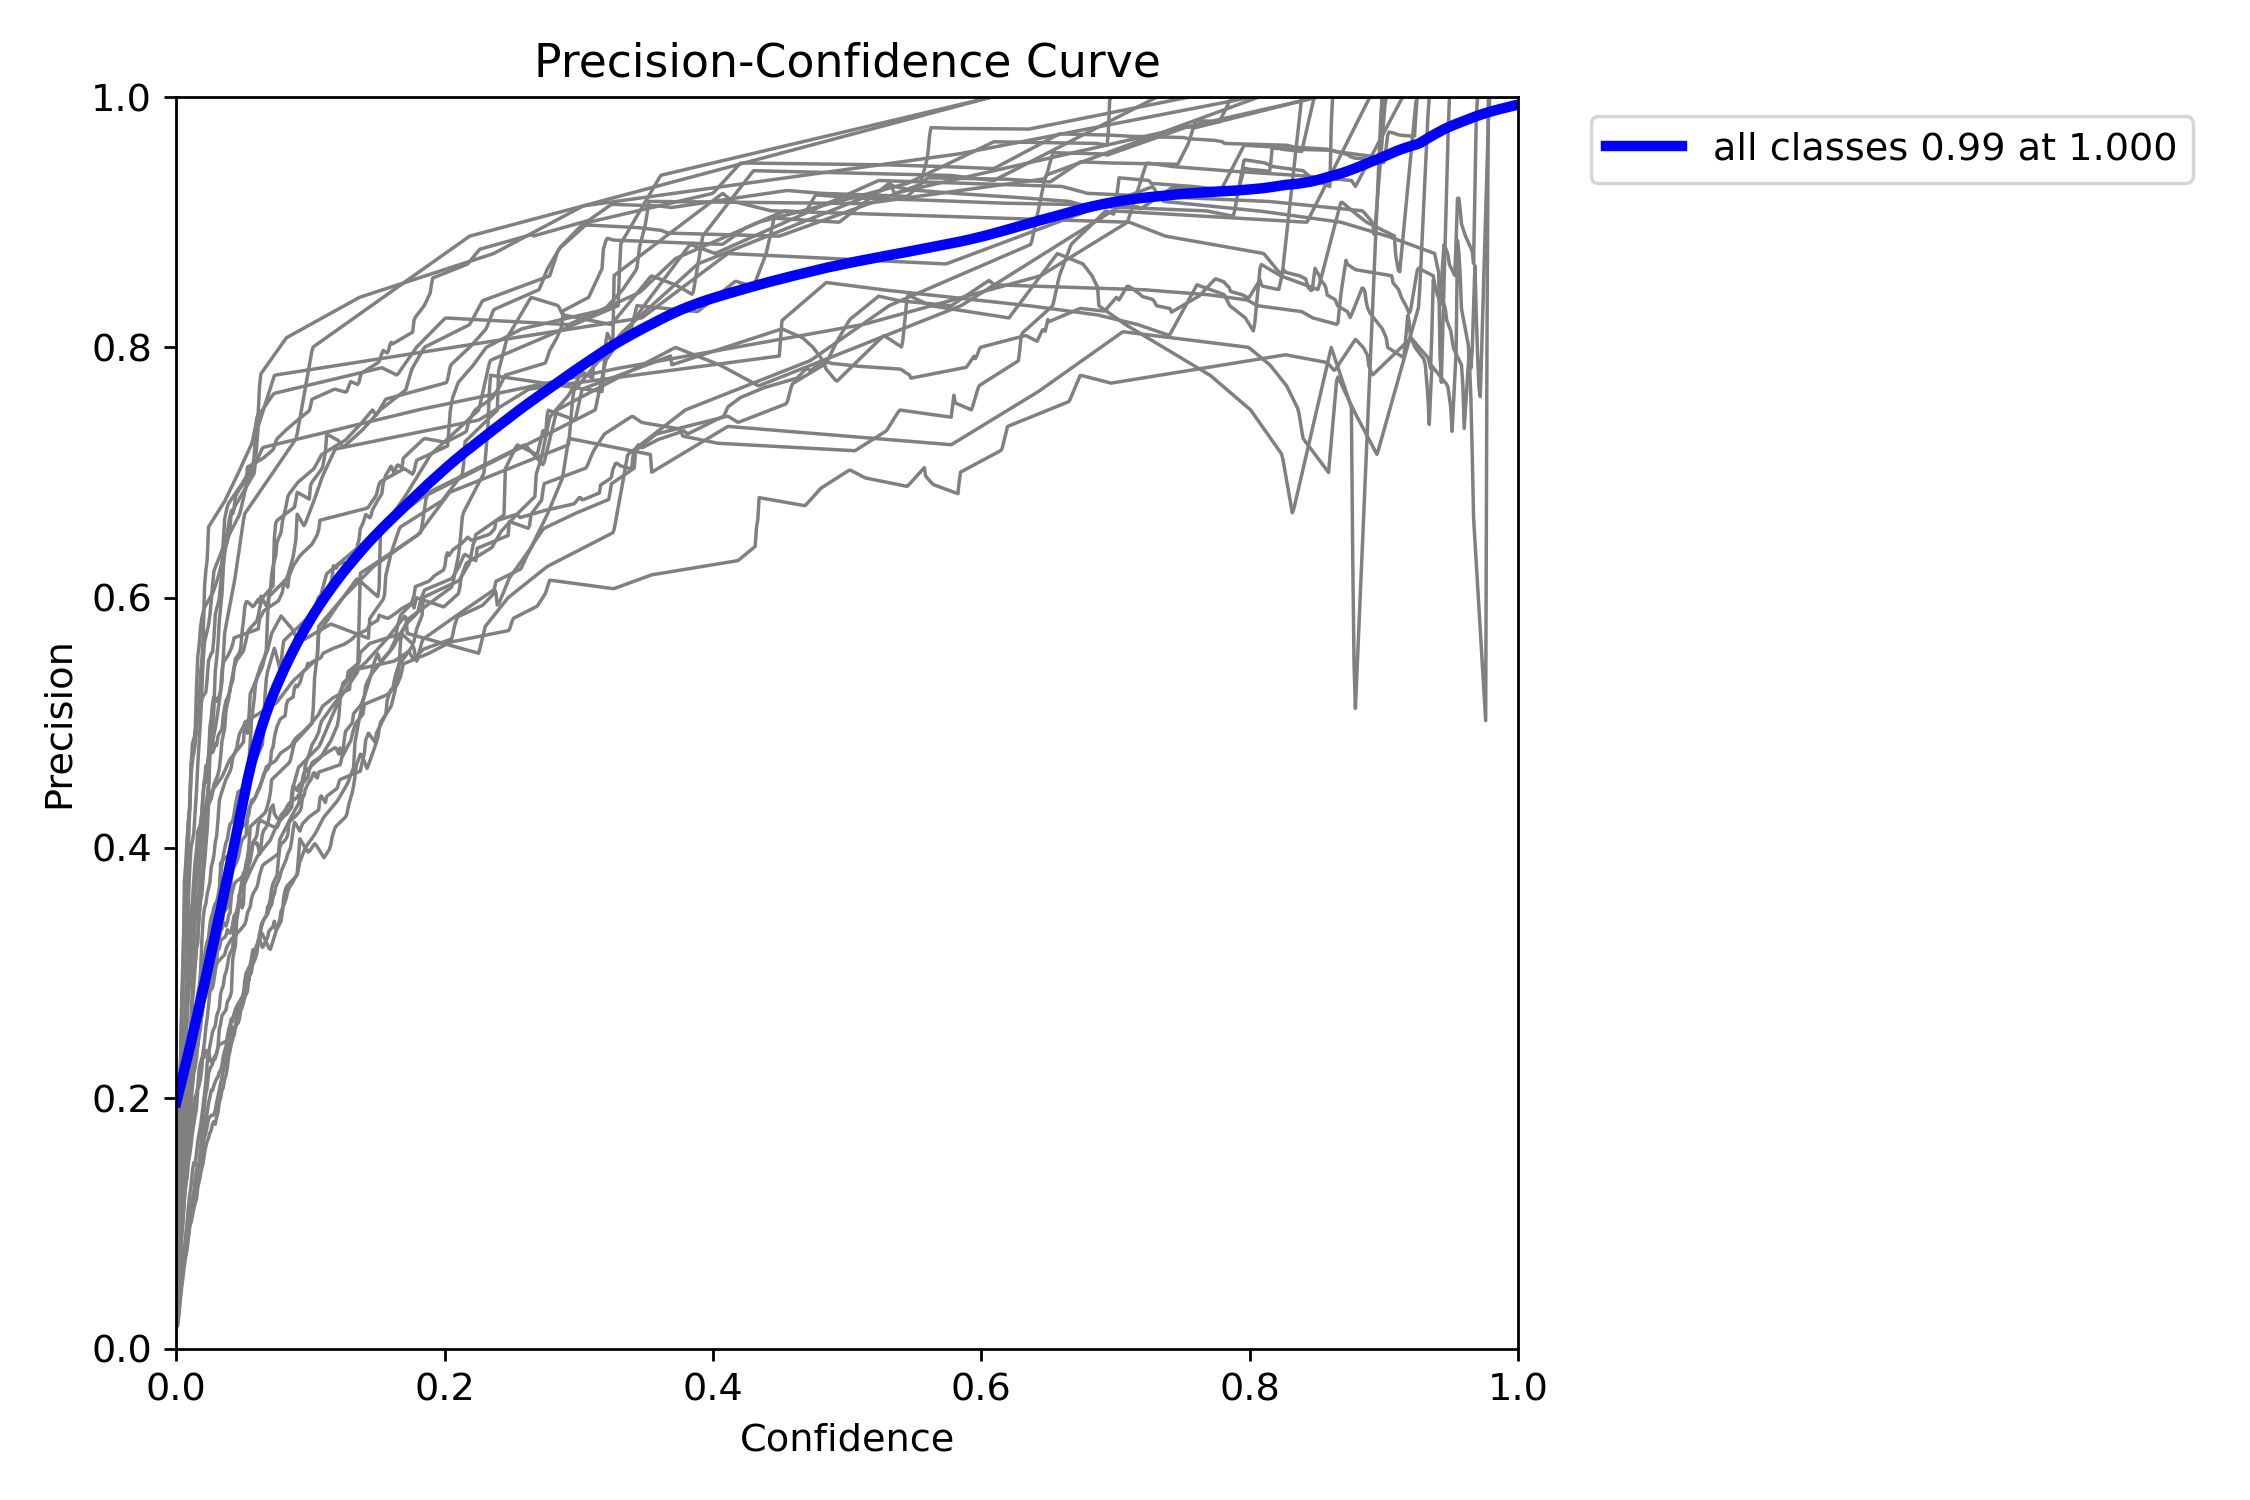 Precision-Confidence Curve
1.0
0.8
0.6
0.4
0.2
0.0
Precision
0.0 0.2 0.4 0.6 0.8 1.0
Confidence
all classes 0.99 at 1.000